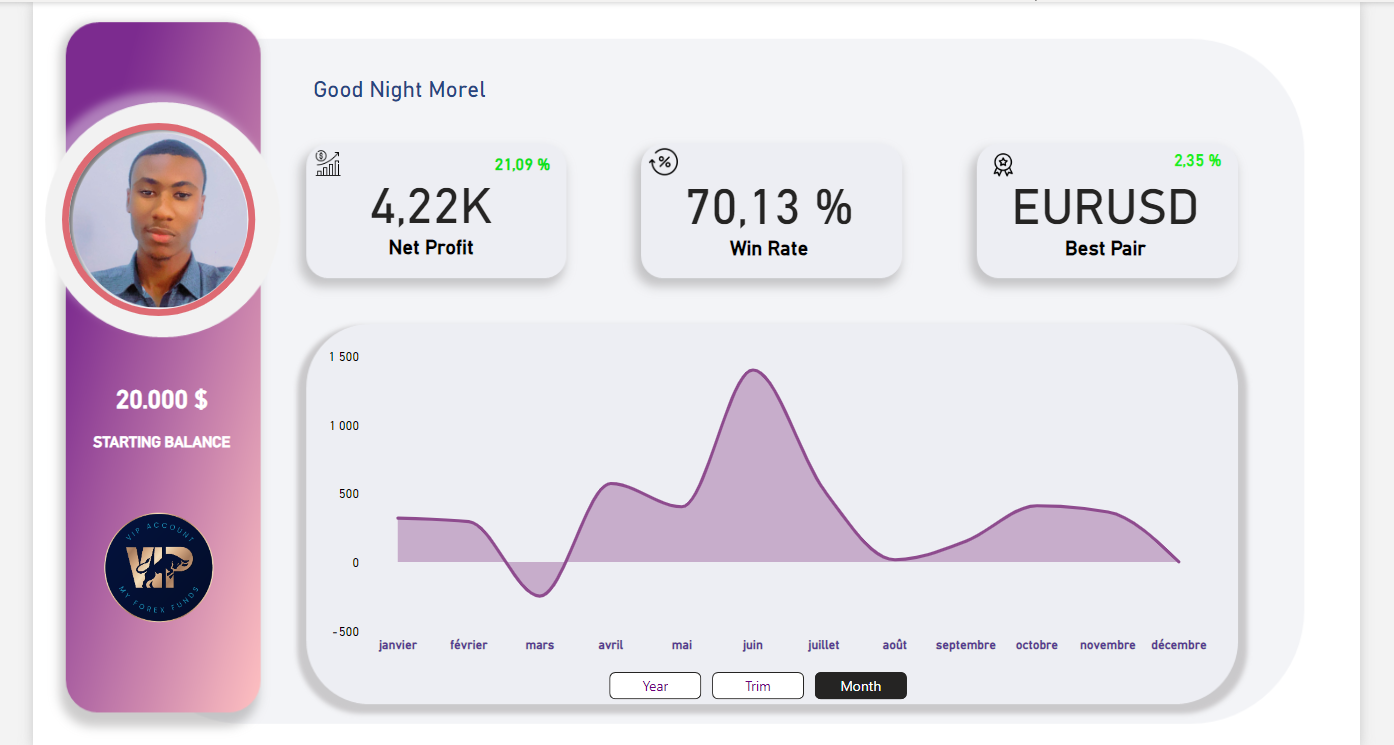 Good Night Morel
21,09 %
4,22K
Net Profit
%
70,13 %
Win Rate
2,35 %
EURUSD
Best Pair
20.000 $
STARTING BALANCE
VIP ACCOUNT
VIP
MY FOREX FUNDS
1 500
1 000
500
0
-500
janvier février mars avril mai juin juillet août septembre octobre novembre décembre
Year Trim Month